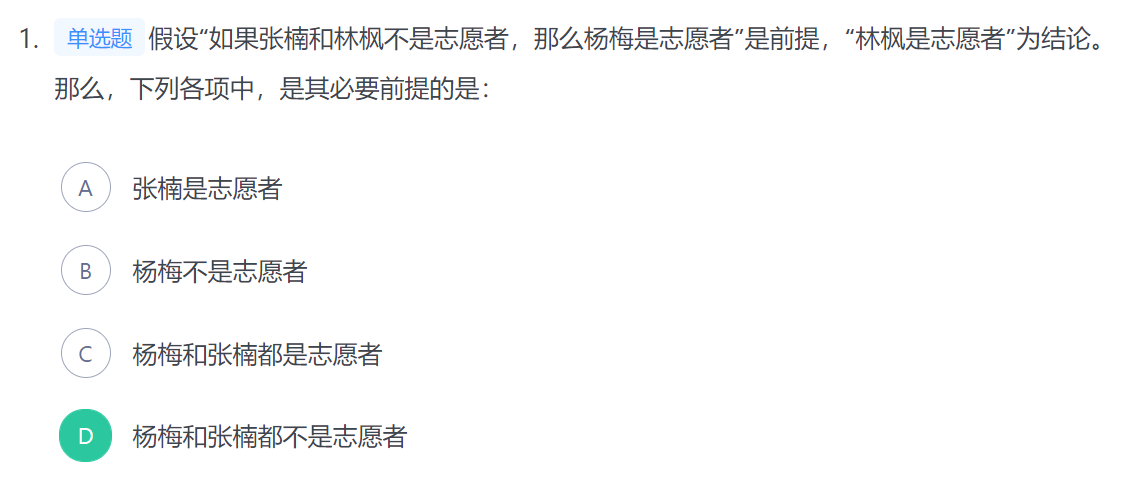 1. 单选题 假设“如果张楠和林枫不是志愿者，那么杨梅是志愿者”是前提，“林枫是志愿者”为结论。
那么，下列各项中，是其必要前提的是：
A 张楠是志愿者
B 杨梅不是志愿者
C 杨梅和张楠都是志愿者
D 杨梅和张楠都不是志愿者